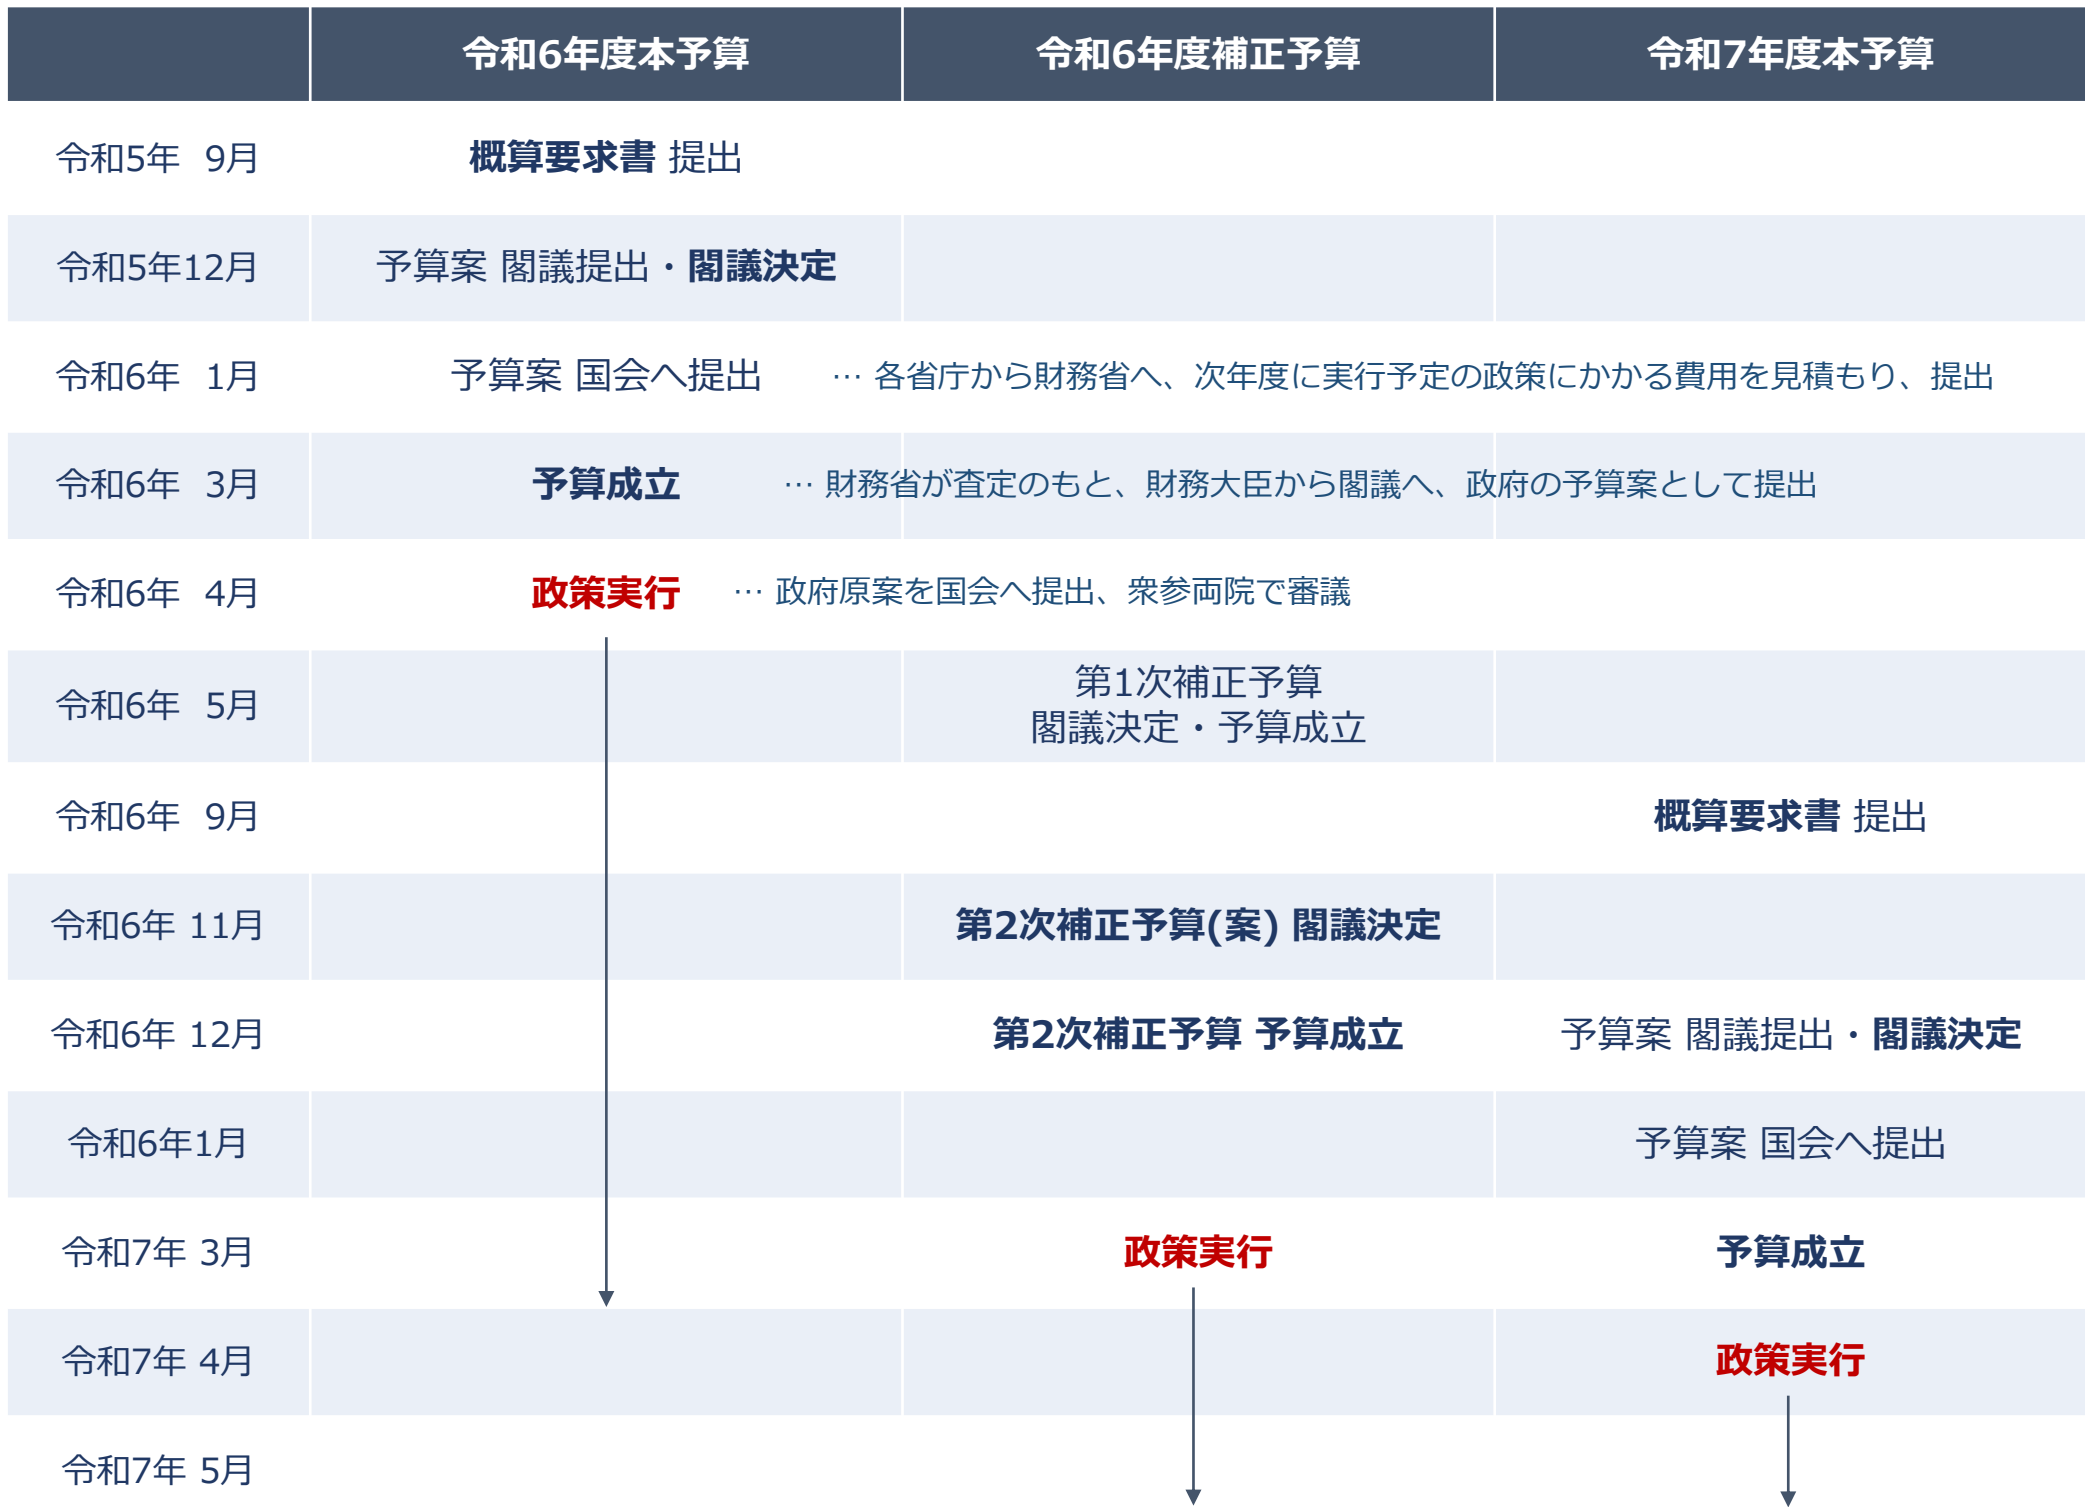 令和6年度本予算 令和6年度補正予算 令和7年度本予算
令和5年 9月 概算要求書 提出
令和5年12月 予算案 閣議提出・閣議決定
令和6年 1月 予算案 国会へ提出 … 各省庁から財務省へ、次年度に実行予定の政策にかかる費用を見積もり、提出
令和6年 3月 予算成立 … 財務省が査定のもと、財務大臣から閣議へ、政府の予算案として提出
令和6年 4月 政策実行 … 政府原案を国会へ提出、衆参両院で審議
令和6年 5月 第1次補正予算
閣議決定・予算成立
令和6年 9月 概算要求書 提出
令和6年 11月 第2次補正予算(案) 閣議決定
令和6年 12月 第2次補正予算 予算成立 予算案 閣議提出・閣議決定
令和6年1月 予算案 国会へ提出
令和7年 3月 政策実行 予算成立
令和7年 4月 政策実行
令和7年 5月